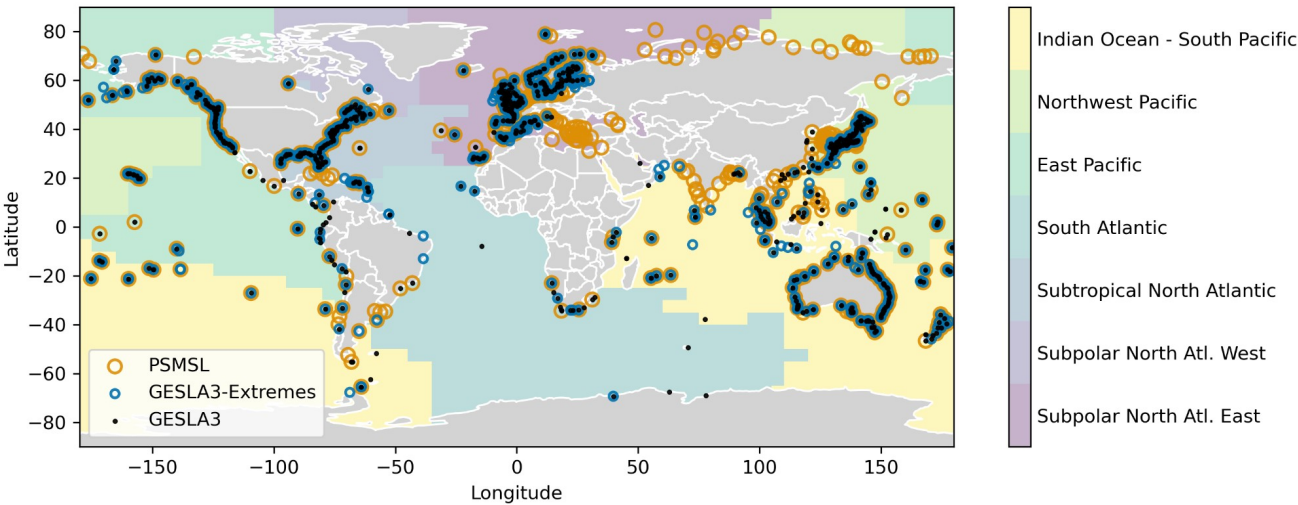 80
60
40
20
0
−20
−40
−60
−80
Latitude
PSMSL
GESLA3-Extremes
GESLA3
−150
−100
−50
0
50
100
150
Longitude
Indian Ocean - South Pacific
Northwest Pacific
East Pacific
South Atlantic
Subtropical North Atlantic
Subpolar North Atl. West
Subpolar North Atl. East